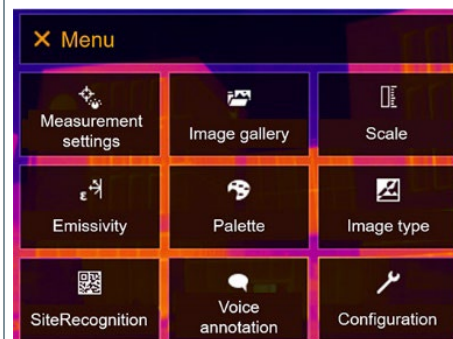 Menu
Measurement
settings
Image gallery
Scale
Emissivity
Palette
Image type
SiteRecognition
Voice
annotation
Configuration